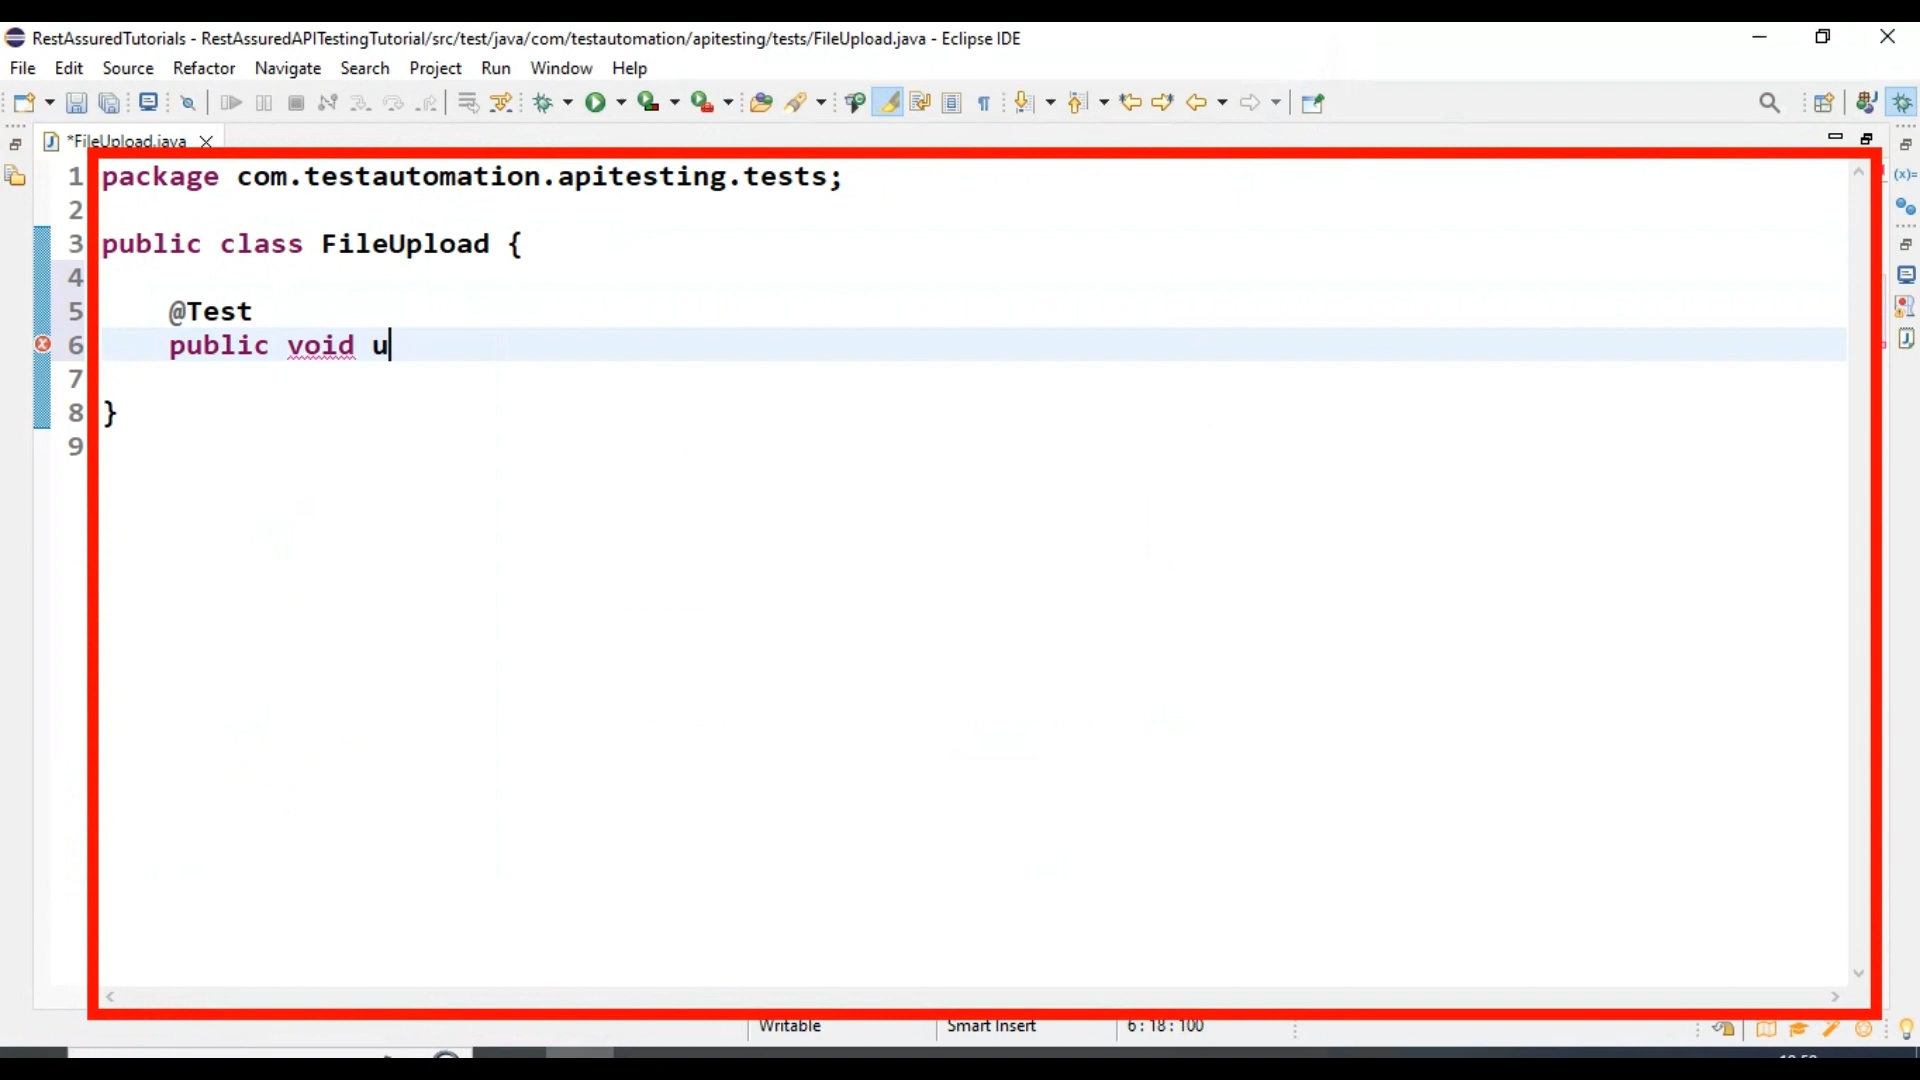 RestAssuredTutorials - RestAssuredAPITestingTutorial/src/test/java/com/testautomation/apitesting/tests/FileUpload.java - Eclipse IDE
File Edit Source Refactor Navigate Search Project Run Window Help
*FileUpload.java
1 package com.testautomation.apitesting.tests;
2
3 public class FileUpload {
4
5 @Test
6 public void u
7
8 }
9
Writable Smart Insert 6 : 18 : 100